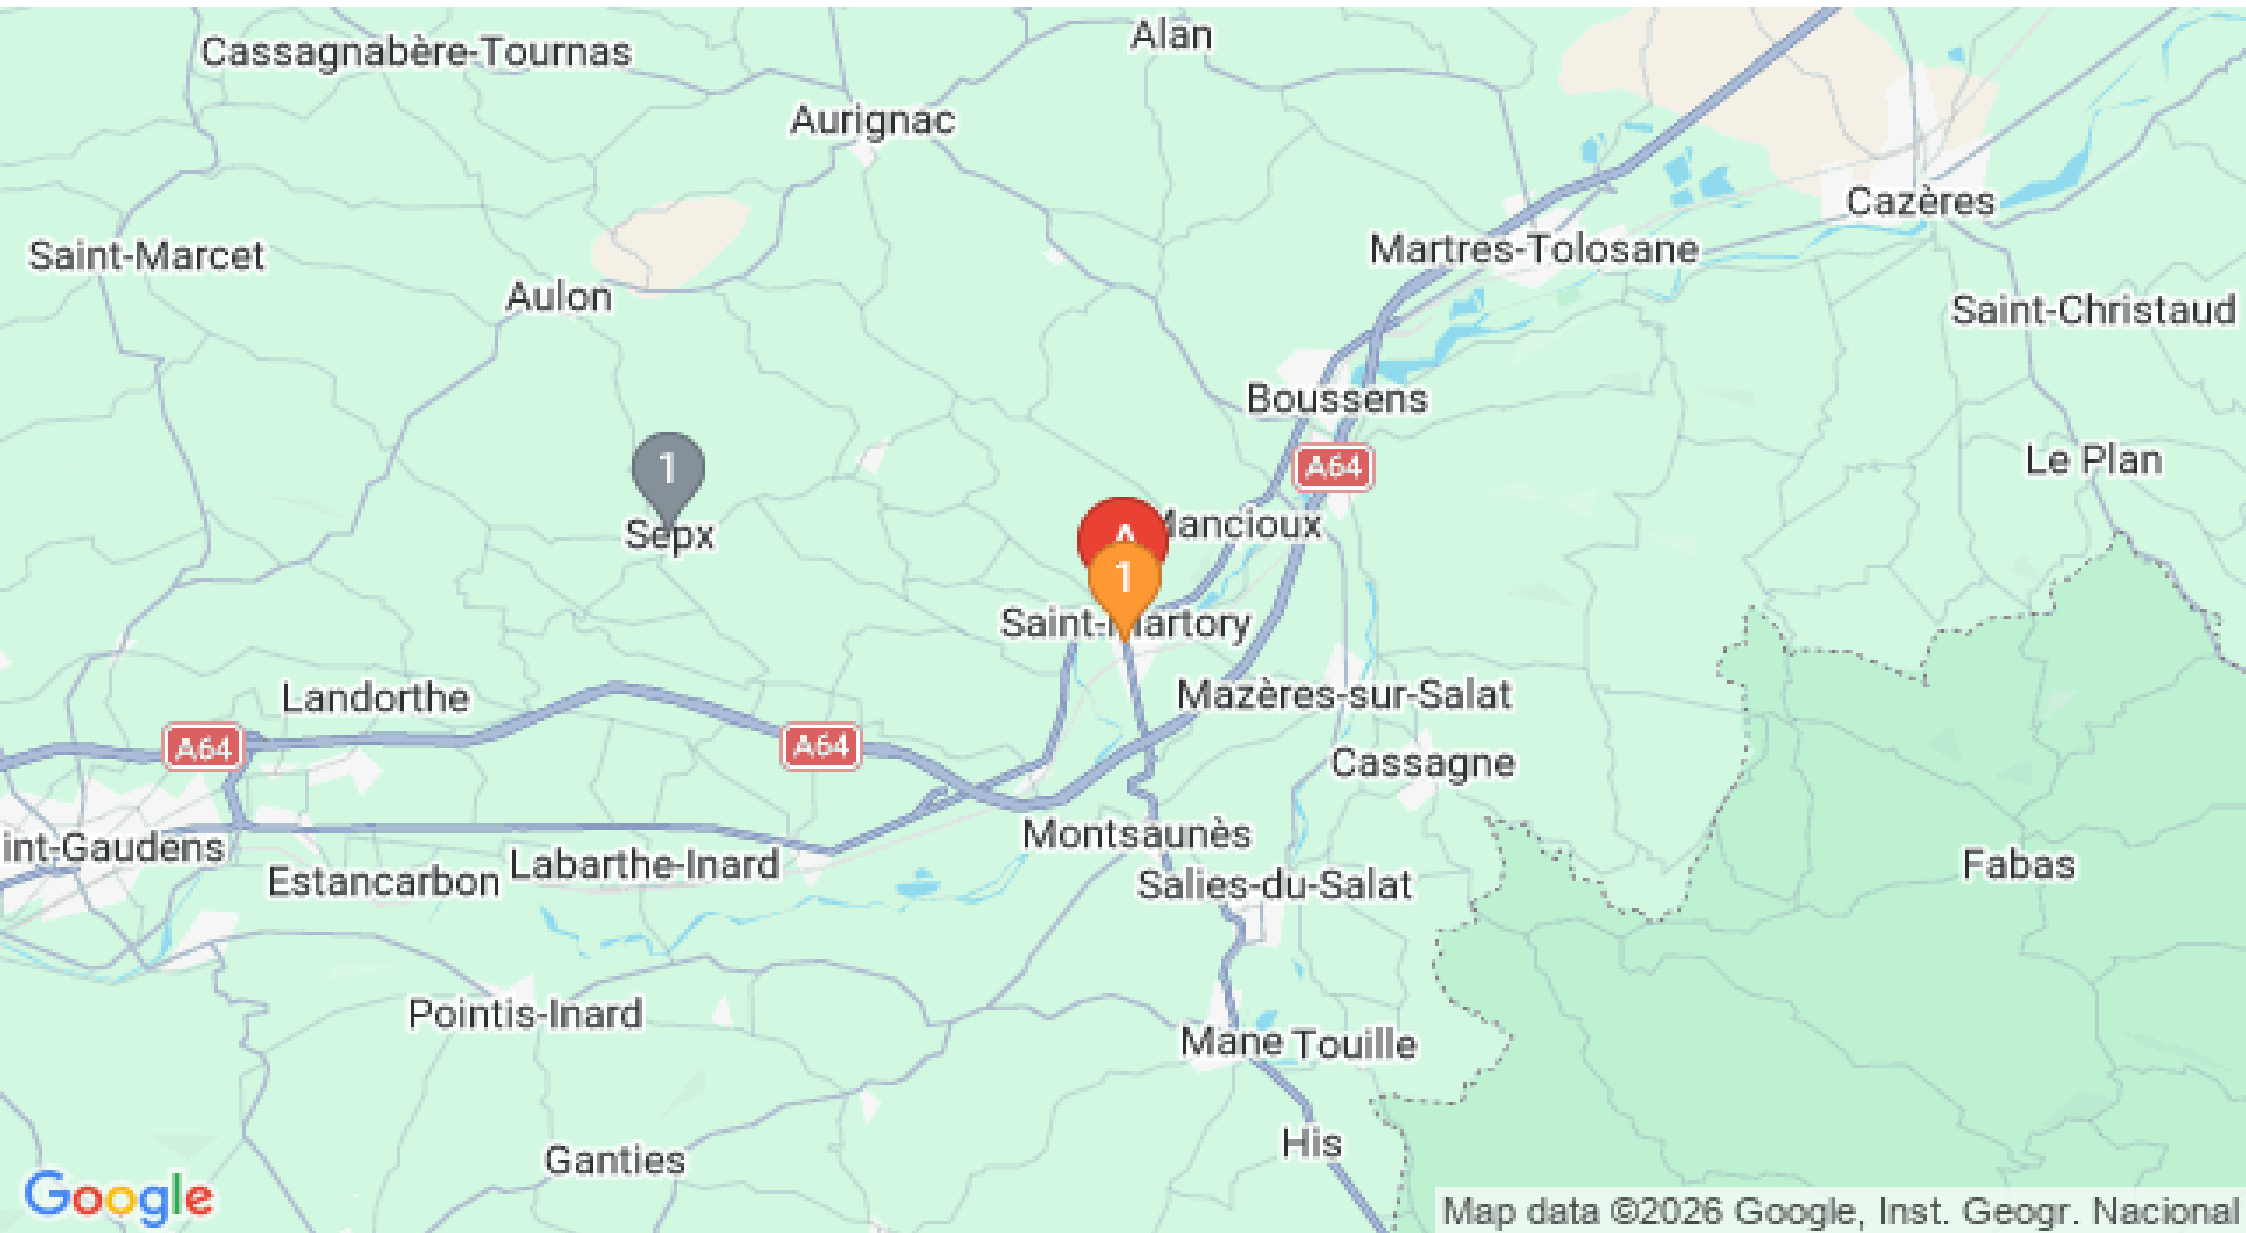 Alan
Cassagnabère-Tournas
Aurignac
Cazères
Martres-Tolosane
Saint-Marcet
Aulon
Saint-Christaud
Boussens
Le Plan
A64
1
Mancioux
Sepx
A
1
Saint-Martory
Landorthe
Mazères-sur-Salat
A64
A64
Cassagne
Montsaunès
int-Gaudens
Labarthe-Inard
Fabas
Estancarbon
Salies-du-Salat
Pointis-Inard
Mane
Touille
His
Ganties
Google
Map data ©2026 Google, Inst. Geogr. Nacional